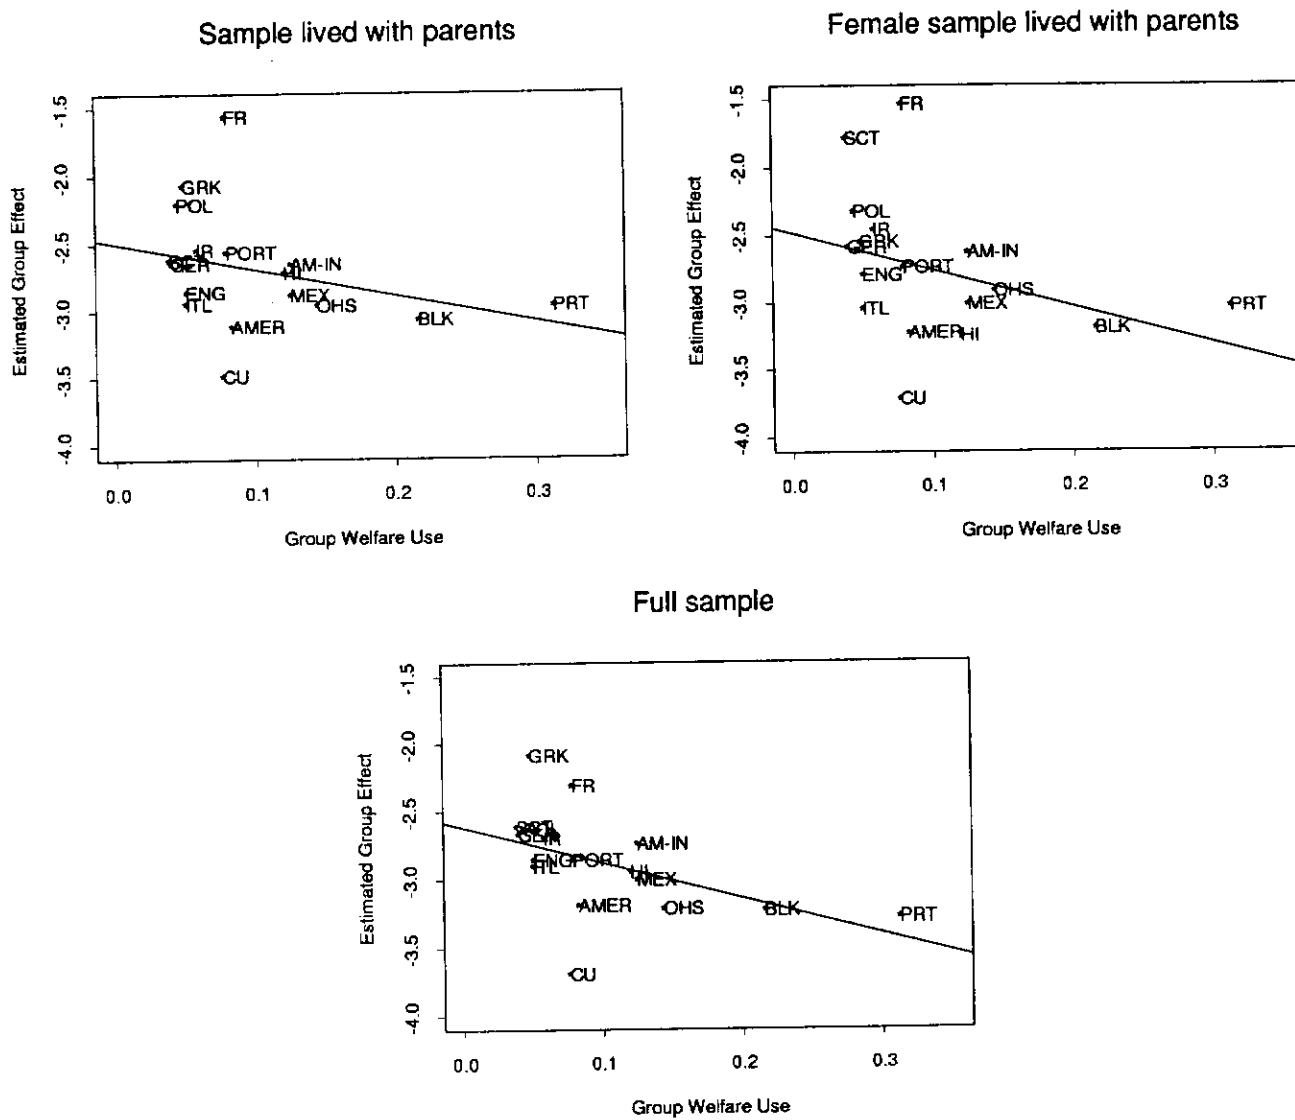 Sample lived with parents
Estimated Group Effect
-1.5
-2.0
-2.5
-3.0
-3.5
-4.0
FR
GRK
POL
IR
PORT
GER
AM-IN
HI
ENG
MEX
ITL
OHS
PRT
AMER
BLK
CU
0.0 0.1 0.2 0.3
Group Welfare Use
Female sample lived with parents
Estimated Group Effect
-1.5
-2.0
-2.5
-3.0
-3.5
-4.0
FR
SCT
POL
IR
GRK
GER
AM-IN
PORT
ENG
OHS
MEX
ITL
PRT
AMER
HI
BLK
CU
0.0 0.1 0.2 0.3
Group Welfare Use
Full sample
Estimated Group Effect
-1.5
-2.0
-2.5
-3.0
-3.5
-4.0
GRK
FR
IR
AM-IN
ENG
PORT
ITL
HI
MEX
AMER
OHS
BLK
PRT
CU
0.0 0.1 0.2 0.3
Group Welfare Use